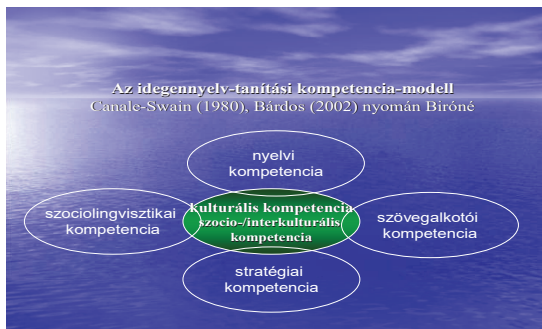 Az idegennyelv-tanítási kompetencia-modell
Canale-Swain (1980), Bárdos (2002) nyomán Biróné
nyelvi
kompetencia
szociolingvisztikai
kompetencia
kulturális kompetencia
szocio-/interkulturális
kompetencia
szövegalkotói
kompetencia
stratégiai
kompetencia